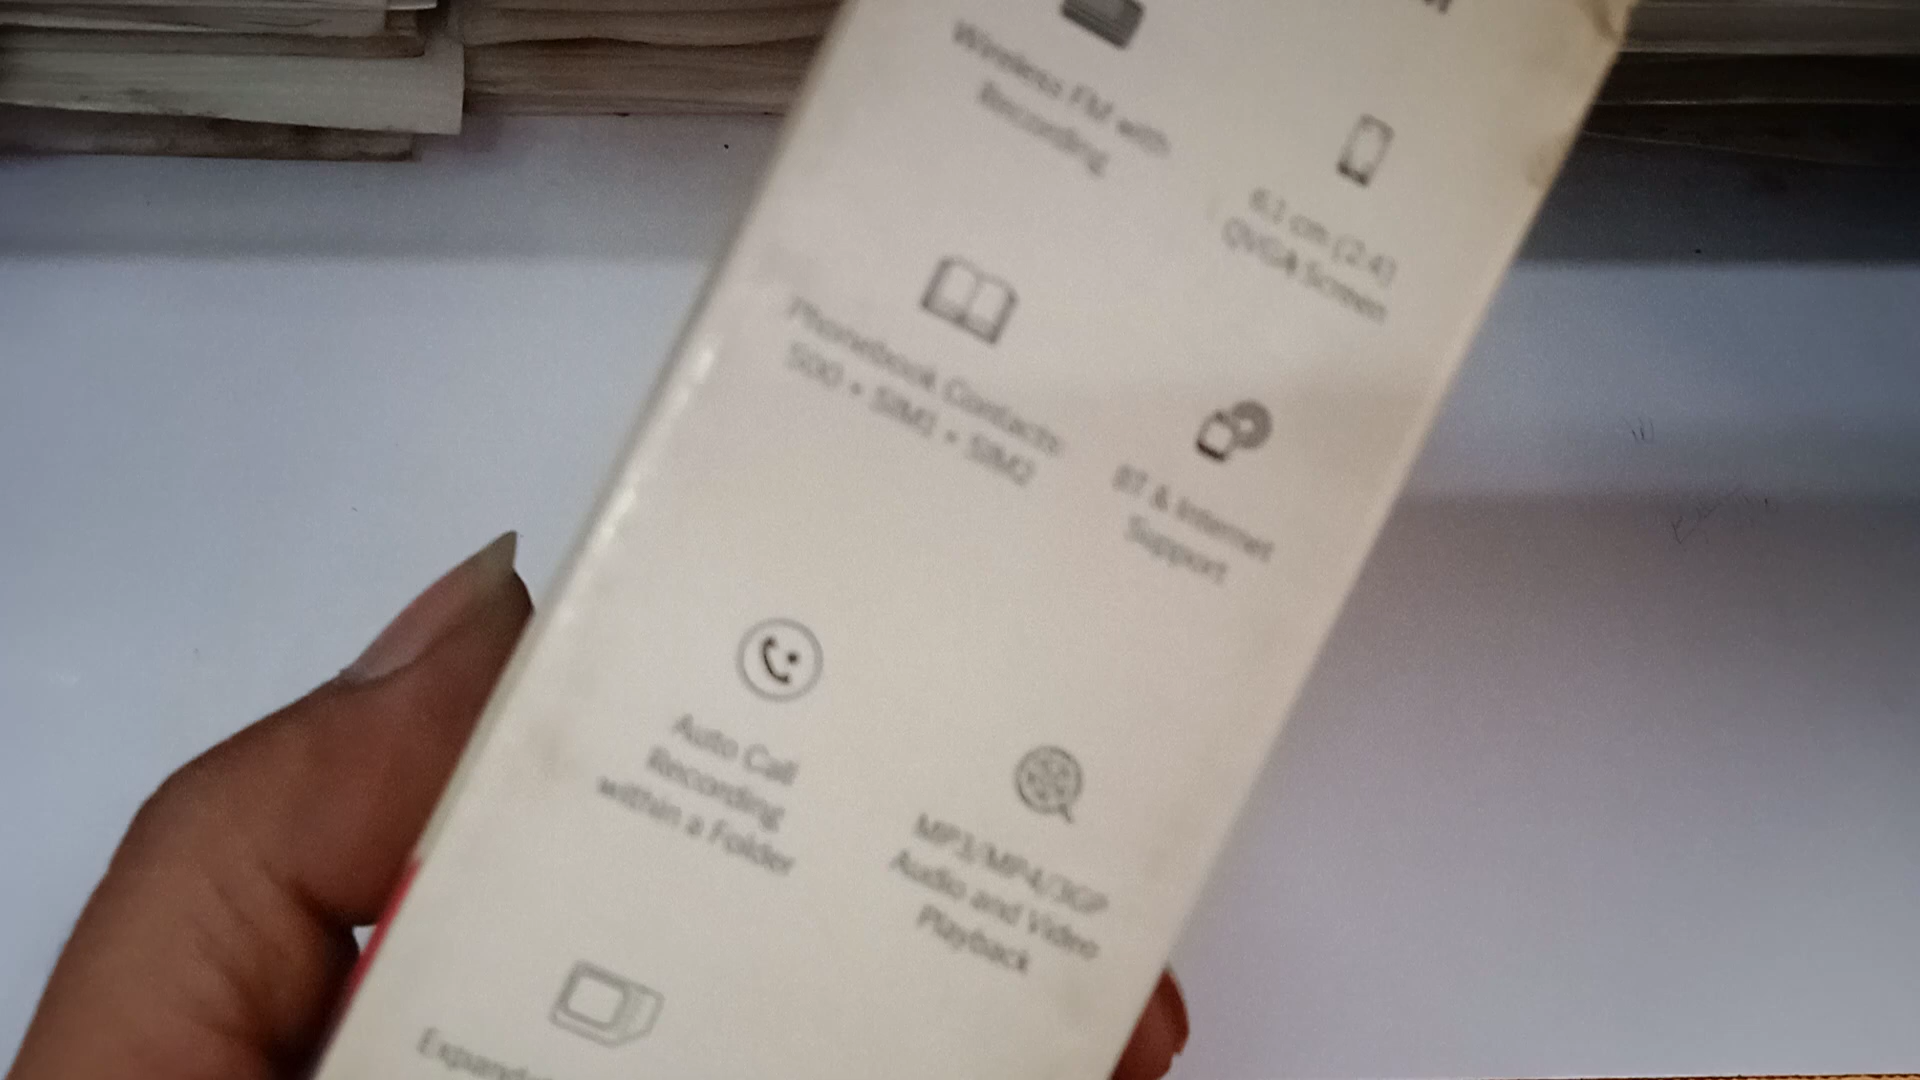 Wireless FM with
Recording
6.1 cm (2.4)
QVGA Screen
Phonebook Contacts
500 + SIM1 + SIM2
BT & Internet
Support
Auto Call
Recording
within a Folder
MP3/MP4/3GP
Audio and Video
Playback